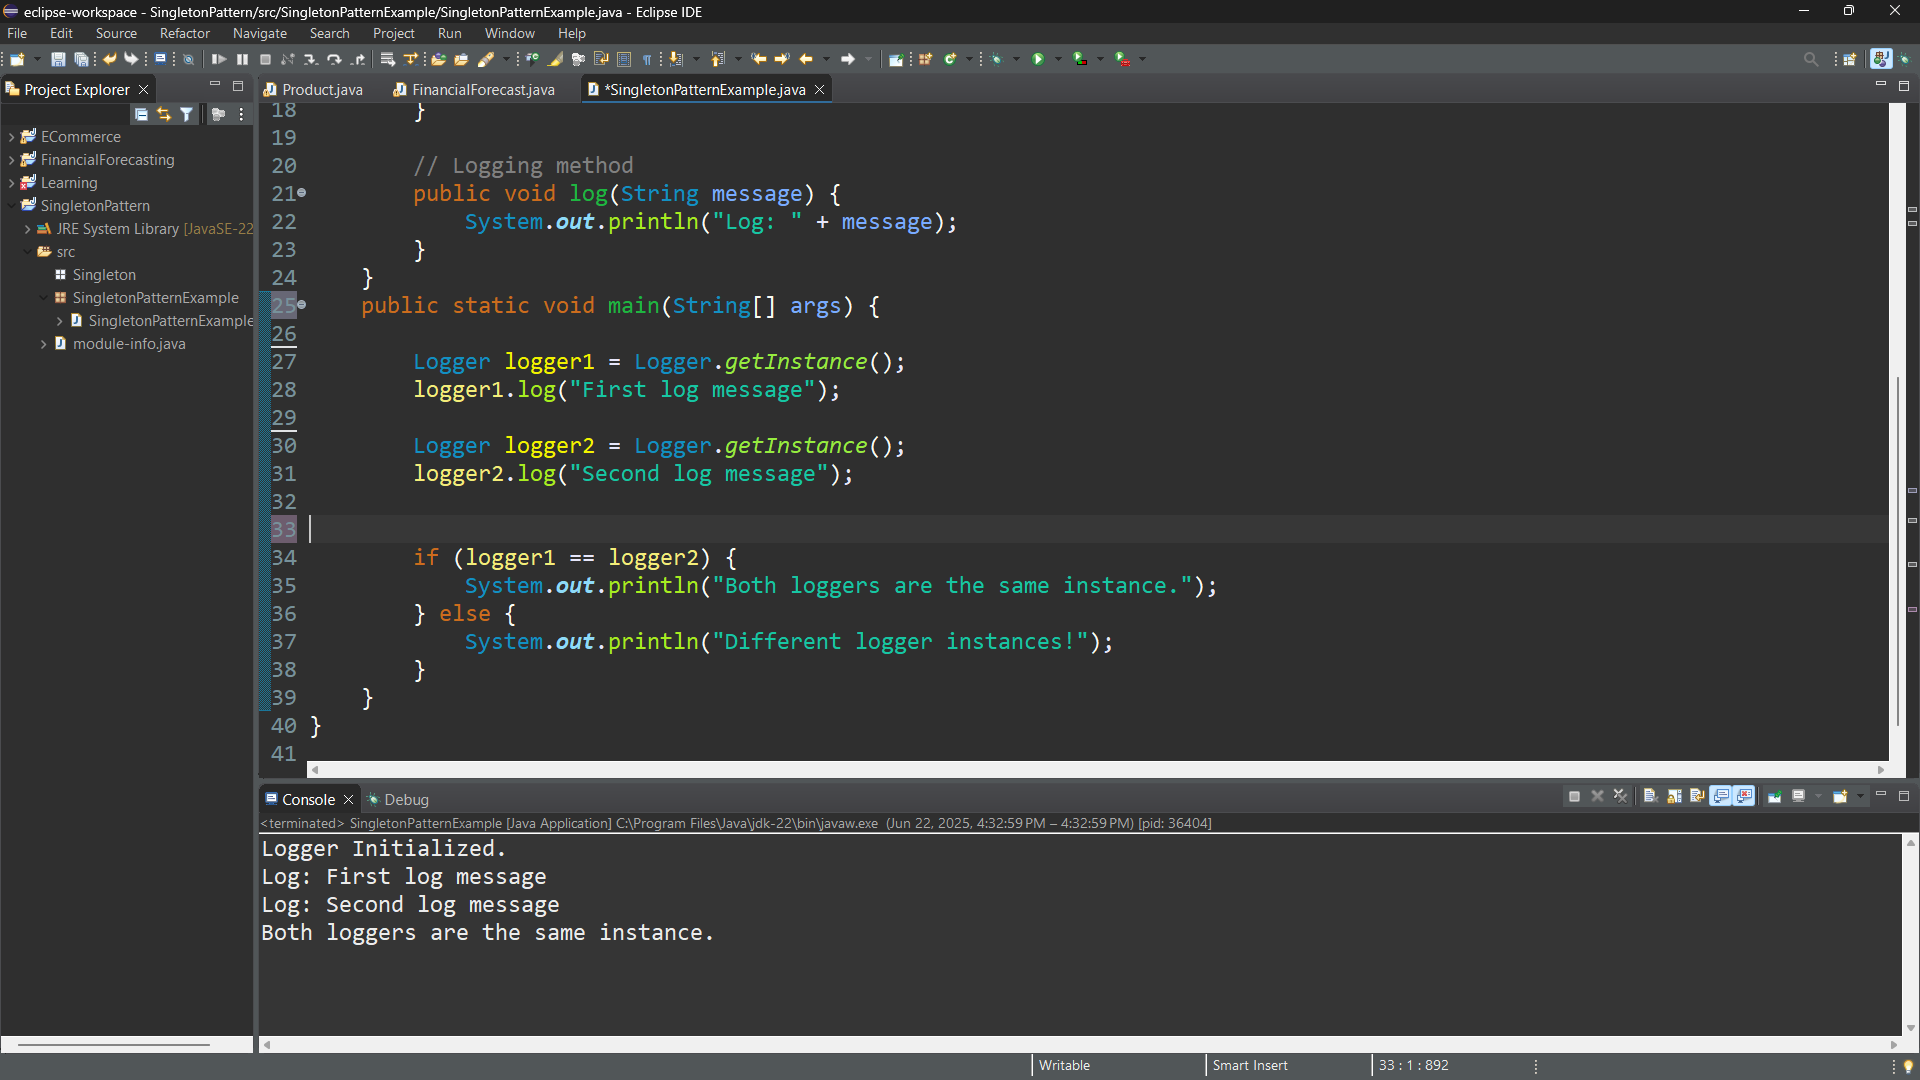 eclipse-workspace - SingletonPattern/src/SingletonPatternExample/SingletonPatternExample.java - Eclipse IDE
File Edit Source Refactor Navigate Search Project Run Window Help
Project Explorer
Product.java FinancialForecast.java *SingletonPatternExample.java
ECommerce
FinancialForecasting
Learning
SingletonPattern
JRE System Library [JavaSE-22
src
Singleton
SingletonPatternExample
SingletonPatternExample
module-info.java
18 }
19
20 // Logging method
21 public void log(String message) {
22 System.out.println("Log: " + message);
23 }
24 }
25 public static void main(String[] args) {
26
27 Logger logger1 = Logger.getInstance();
28 logger1.log("First log message");
29
30 Logger logger2 = Logger.getInstance();
31 logger2.log("Second log message");
32
33
34 if (logger1 == logger2) {
35 System.out.println("Both loggers are the same instance.");
36 } else {
37 System.out.println("Different logger instances!");
38 }
39 }
40 }
41
Console Debug
<terminated> SingletonPatternExample [Java Application] C:\Program Files\Java\jdk-22\bin\javaw.exe (Jun 22, 2025, 4:32:59 PM – 4:32:59 PM) [pid: 36404]
Logger Initialized.
Log: First log message
Log: Second log message
Both loggers are the same instance.
Writable Smart Insert 33 : 1 : 892